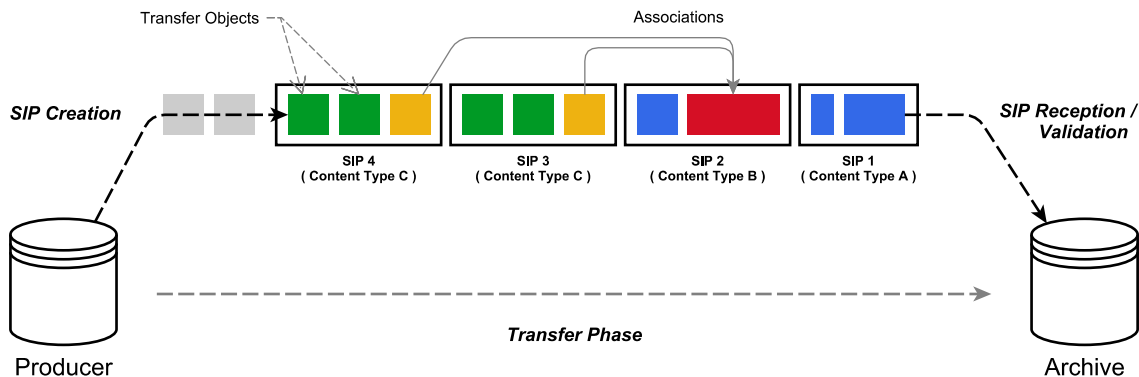 Transfer Objects
Associations
SIP Creation
SIP Reception /
Validation
SIP 4
( Content Type C )
SIP 3
( Content Type C )
SIP 2
( Content Type B )
SIP 1
( Content Type A )
Transfer Phase
Producer
Archive